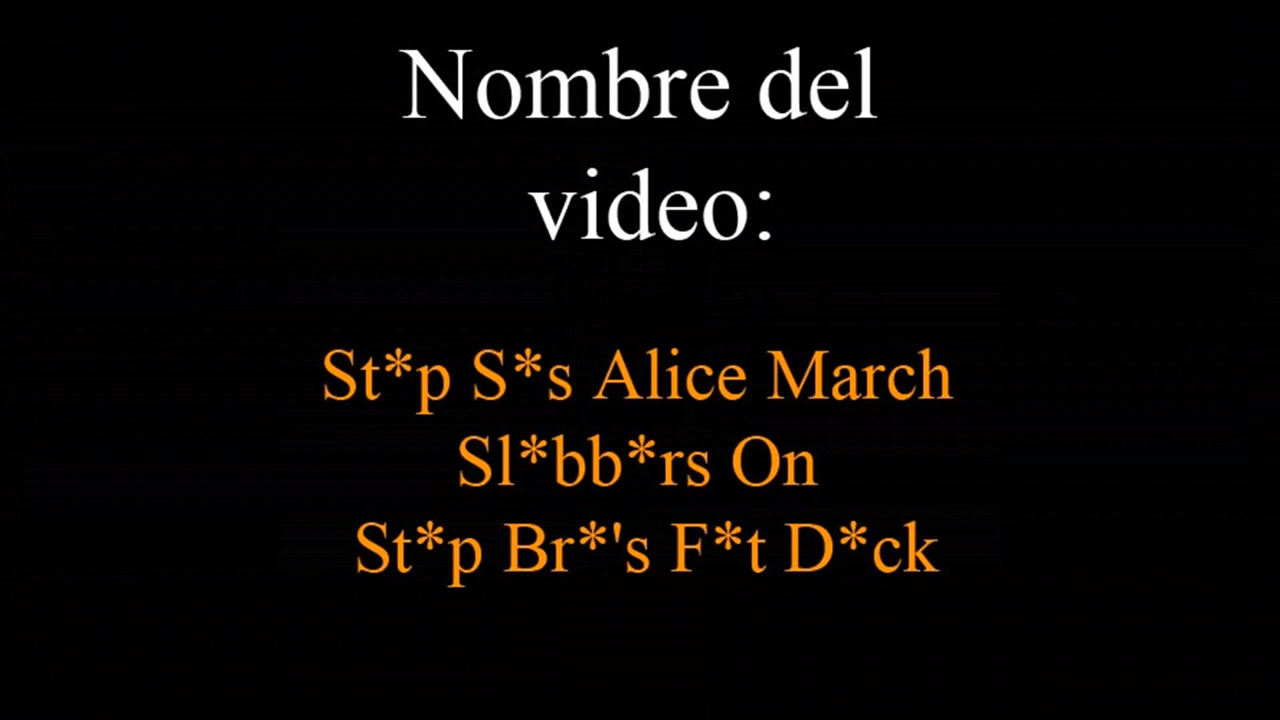 Nombre del
video:
St*p S*s Alice March
Sl*bb*rs On
St*p Br*'s F*t D*ck